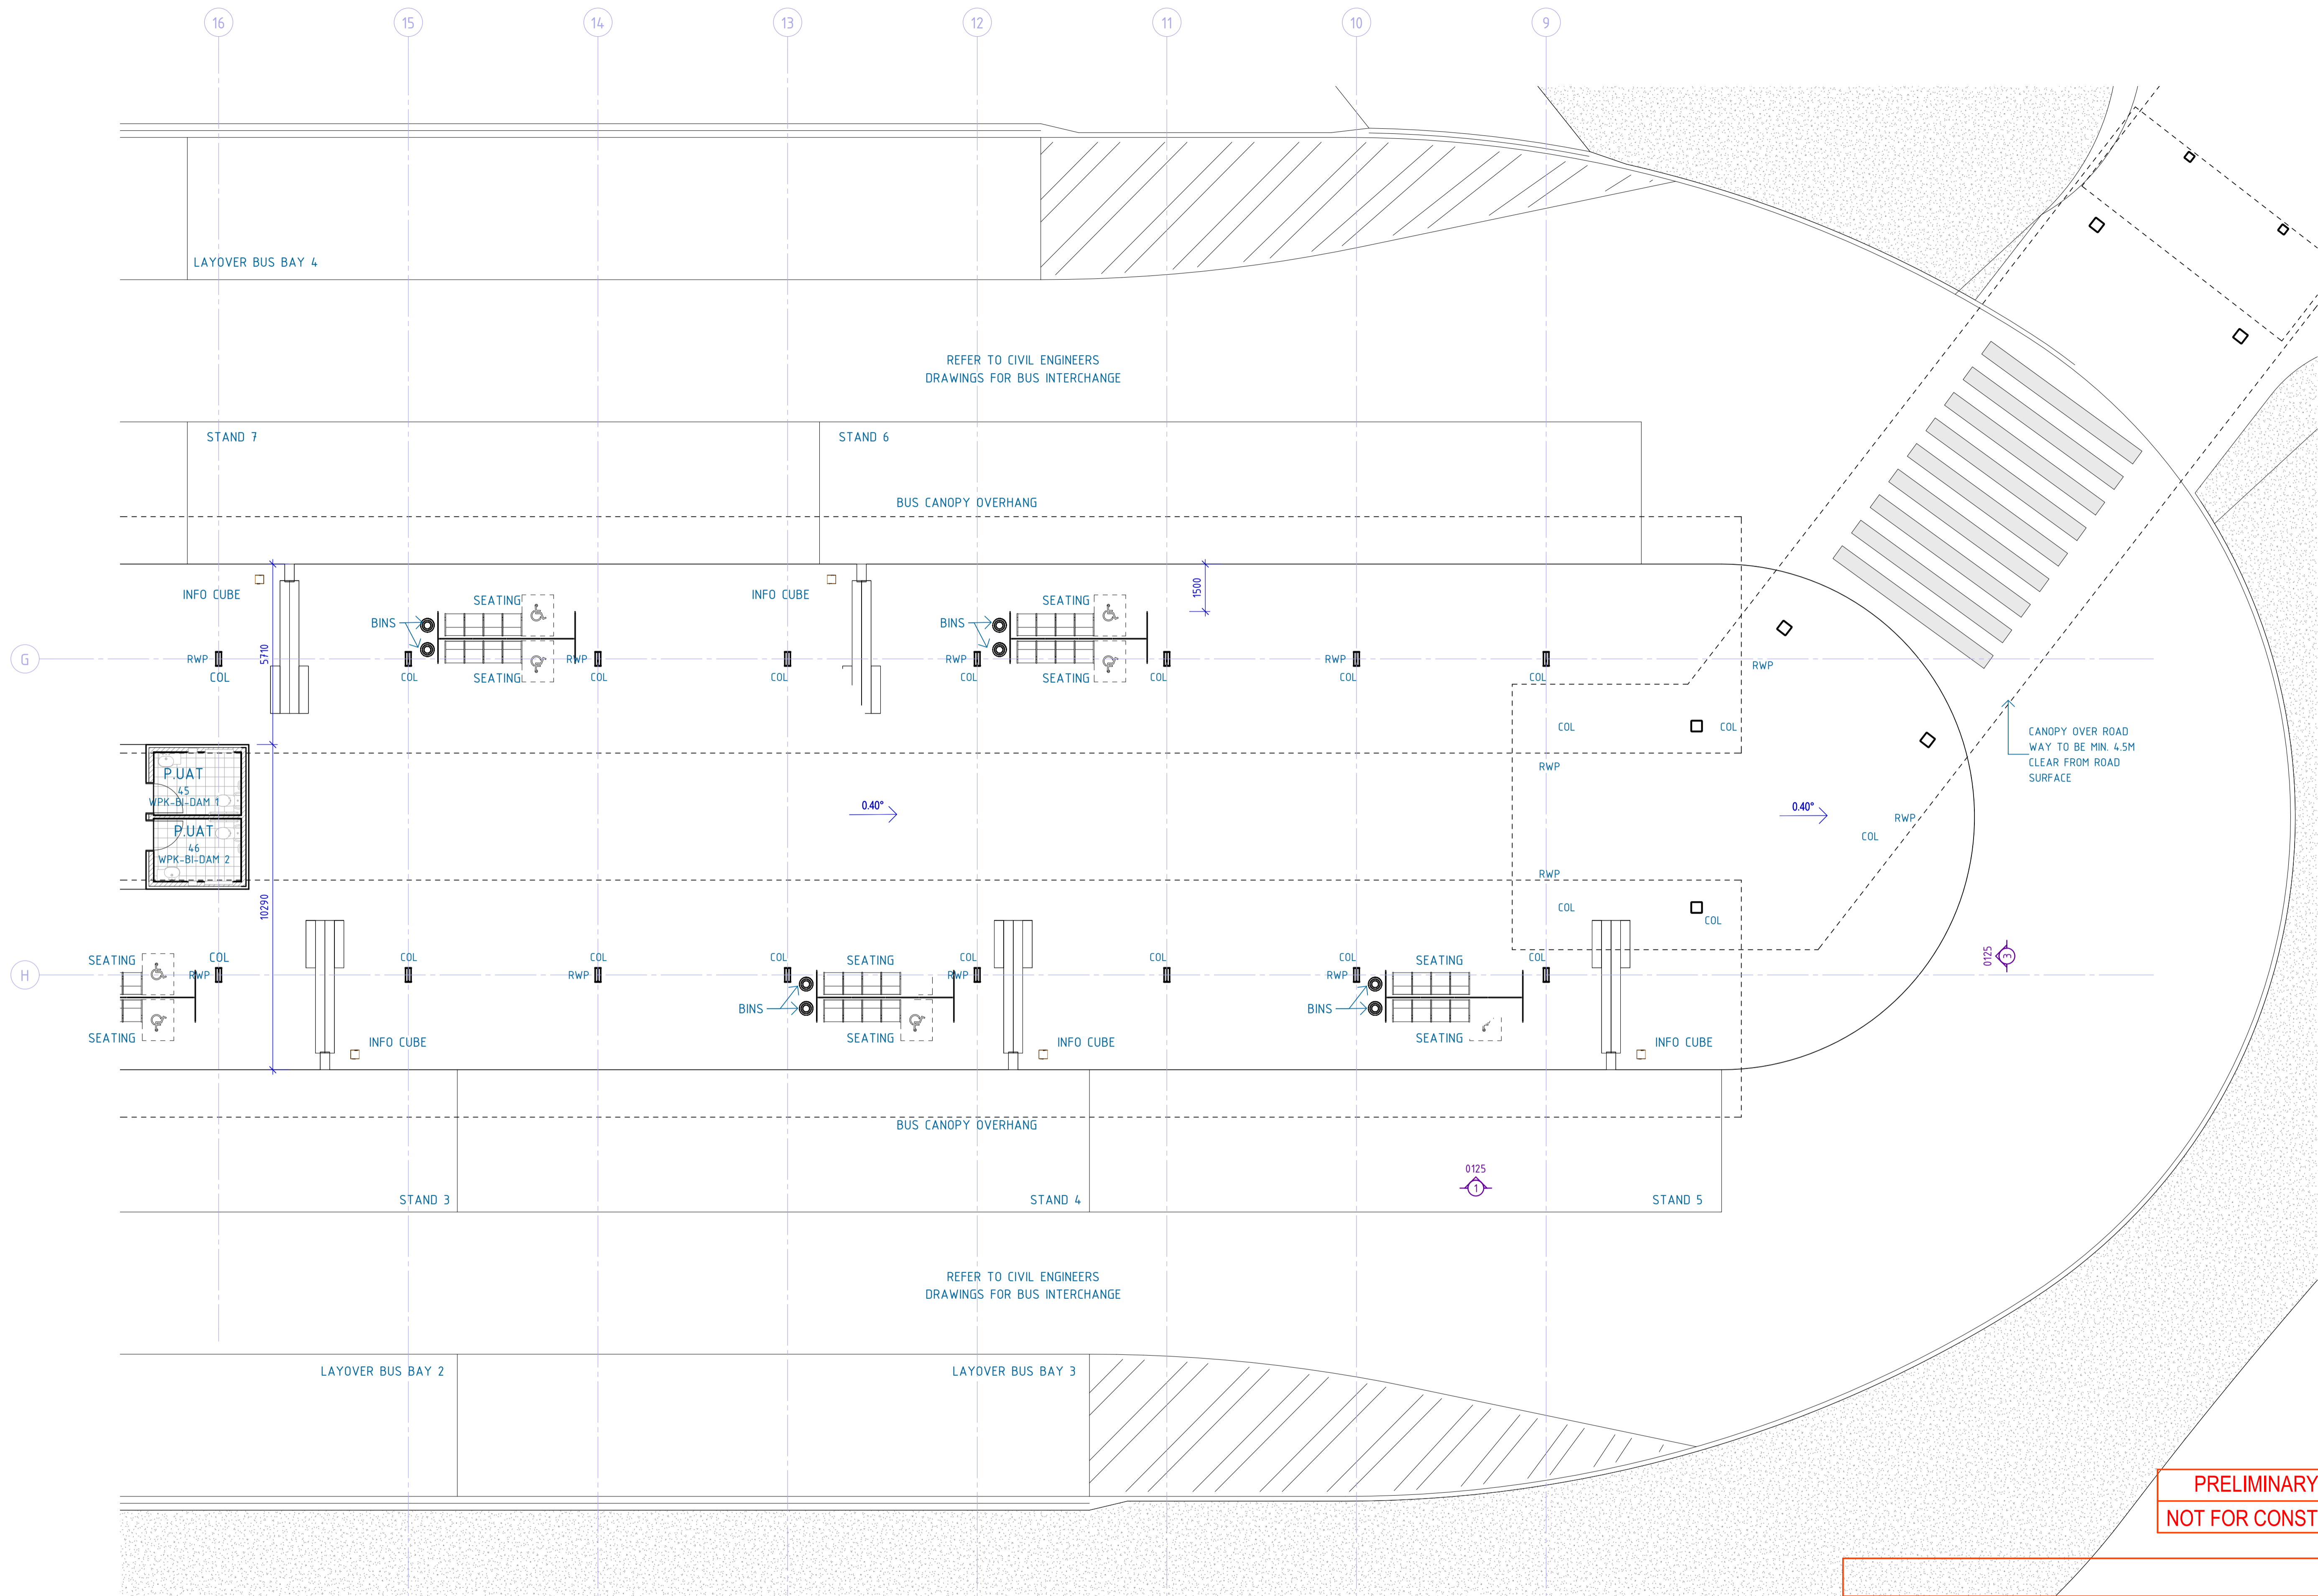 16 15 14 13 12 11 10 9
LAYOVER BUS BAY 4
REFER TO CIVIL ENGINEERS
DRAWINGS FOR BUS INTERCHANGE
STAND 7
STAND 6
BUS CANOPY OVERHANG
INFO CUBE
INFO CUBE
SEATING
SEATING
1500
BINS
BINS
5710
G
RWP
RWP
RWP
RWP
RWP
COL
COL
COL
COL
COL
COL
COL
COL
SEATING
SEATING
COL
COL
CANOPY OVER ROAD
WAY TO BE MIN. 4.5M
CLEAR FROM ROAD
SURFACE
RWP
P.UAT
45
WPK-BI-DAM 1
0.40°
0.40°
RWP
COL
P.UAT
46
WPK-BI-DAM 2
RWP
10290
COL
COL
SEATING
COL
COL
COL
COL
SEATING
COL
COL
COL
SEATING
COL
0125
3
H
RWP
RWP
RWP
RWP
BINS
BINS
SEATING
INFO CUBE
SEATING
INFO CUBE
SEATING
INFO CUBE
BUS CANOPY OVERHANG
0125
1
STAND 3
STAND 4
STAND 5
REFER TO CIVIL ENGINEERS
DRAWINGS FOR BUS INTERCHANGE
LAYOVER BUS BAY 2
LAYOVER BUS BAY 3
PRELIMINARY
NOT FOR CONST